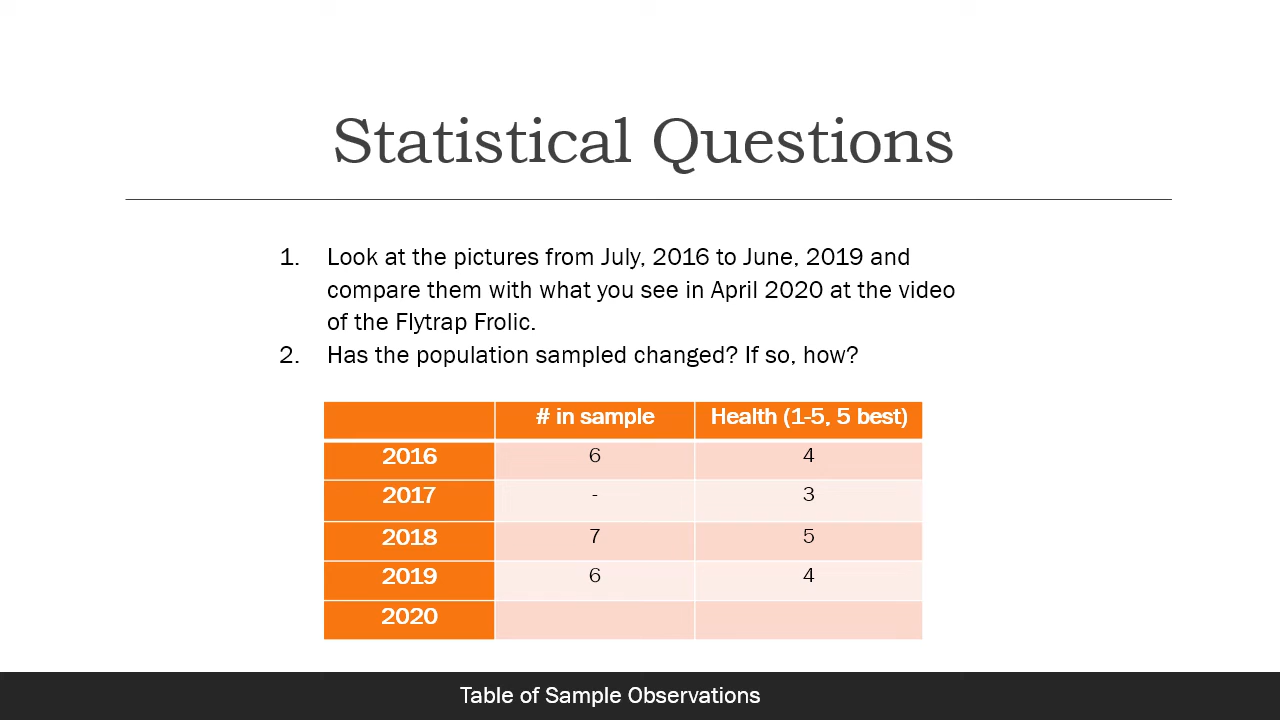 Statistical Questions
1. Look at the pictures from July, 2016 to June, 2019 and
compare them with what you see in April 2020 at the video
of the Flytrap Frolic.
2. Has the population sampled changed? If so, how?
# in sample Health (1-5, 5 best)
2016 6 4
2017 - 3
2018 7 5
2019 6 4
2020
Table of Sample Observations